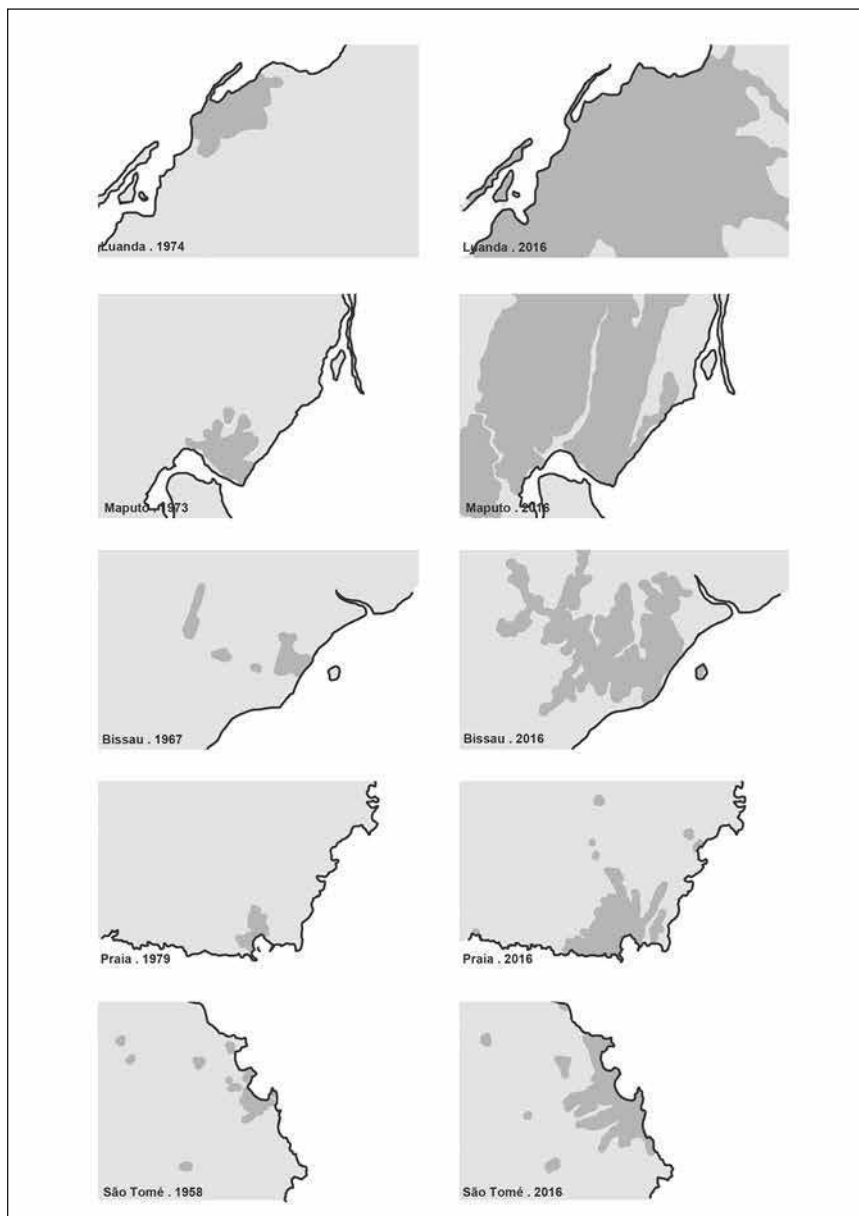 Luanda . 1974
Luanda . 2016
Maputo . 1973
Maputo . 2016
Bissau . 1967
Bissau . 2016
Praia . 1979
Praia . 2016
São Tomé . 1958
São Tomé . 2016